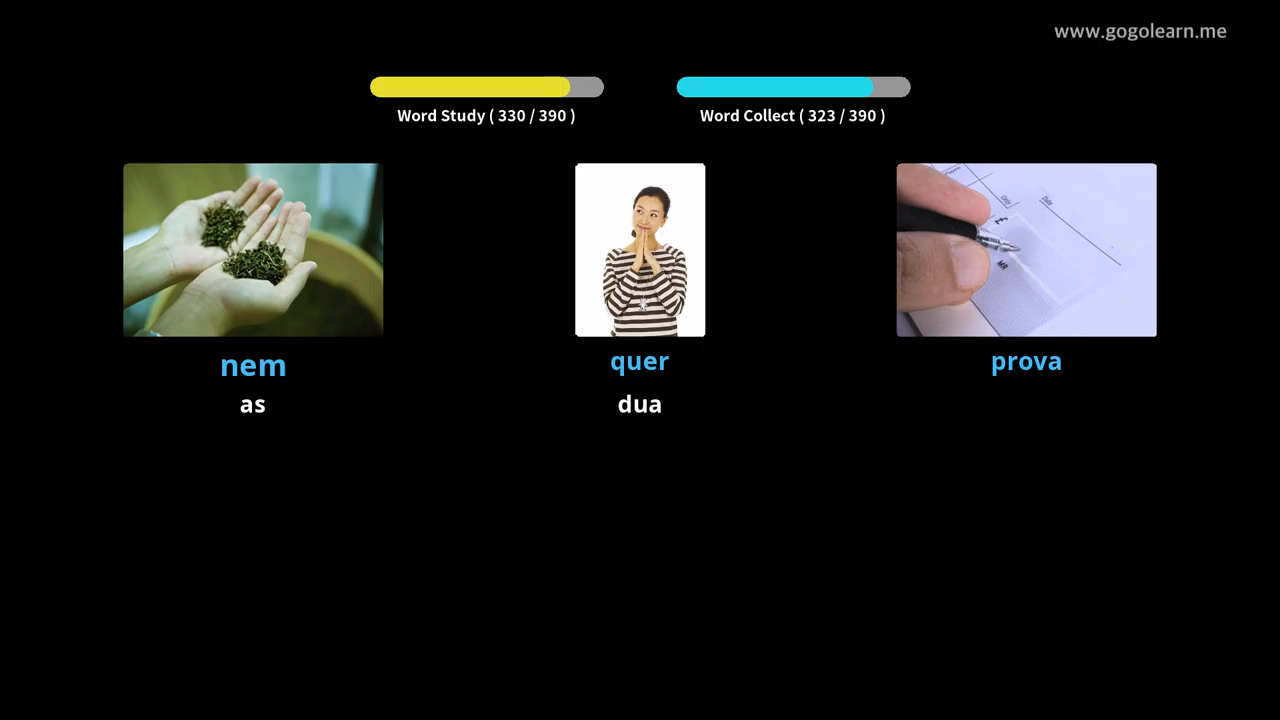 www.gogolearn.me
Word Study ( 330 / 390 )
Word Collect ( 323 / 390 )
nem
as
quer
dua
prova